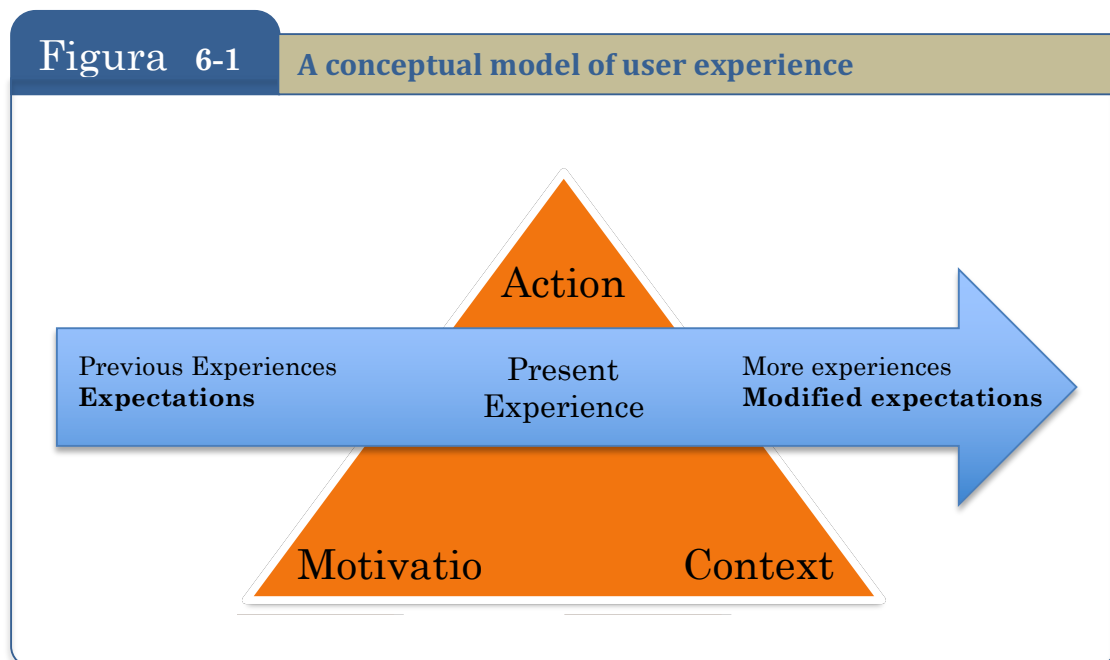 Figura 6-1
A conceptual model of user experience
Action
Previous Experiences
Expectations
Present
Experience
More experiences
Modified expectations
Motivatio
Context